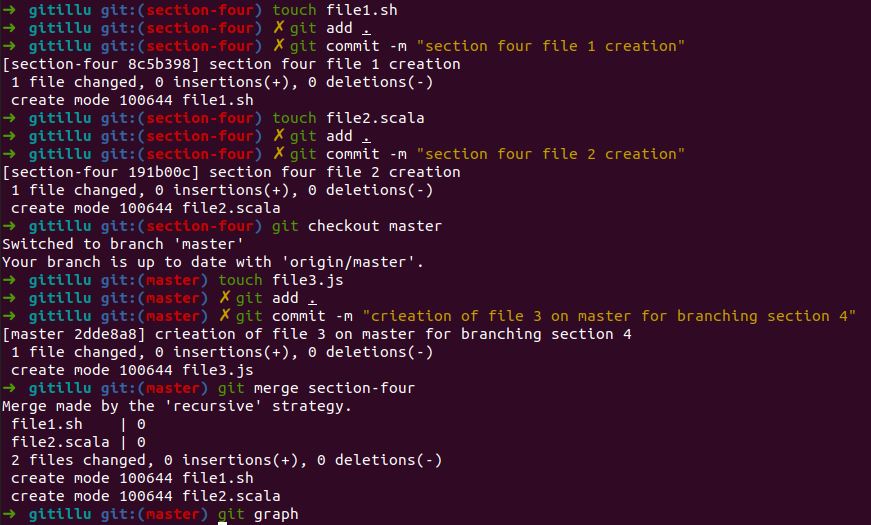 ➜ gitillu git:(section-four) touch file1.sh
➜ gitillu git:(section-four) ✗ git add .
➜ gitillu git:(section-four) ✗ git commit -m "section four file 1 creation"
[section-four 8c5b398] section four file 1 creation
 1 file changed, 0 insertions(+), 0 deletions(-)
 create mode 100644 file1.sh
➜ gitillu git:(section-four) touch file2.scala
➜ gitillu git:(section-four) ✗ git add .
➜ gitillu git:(section-four) ✗ git commit -m "section four file 2 creation"
[section-four 191b00c] section four file 2 creation
 1 file changed, 0 insertions(+), 0 deletions(-)
 create mode 100644 file2.scala
➜ gitillu git:(section-four) git checkout master
Switched to branch 'master'
Your branch is up to date with 'origin/master'.
➜ gitillu git:(master) touch file3.js
➜ gitillu git:(master) ✗ git add .
➜ gitillu git:(master) ✗ git commit -m "crieation of file 3 on master for branching section 4"
[master 2dde8a8] crieation of file 3 on master for branching section 4
 1 file changed, 0 insertions(+), 0 deletions(-)
 create mode 100644 file3.js
➜ gitillu git:(master) git merge section-four
Merge made by the 'recursive' strategy.
 file1.sh    | 0
 file2.scala | 0
 2 files changed, 0 insertions(+), 0 deletions(-)
 create mode 100644 file1.sh
 create mode 100644 file2.scala
➜ gitillu git:(master) git graph